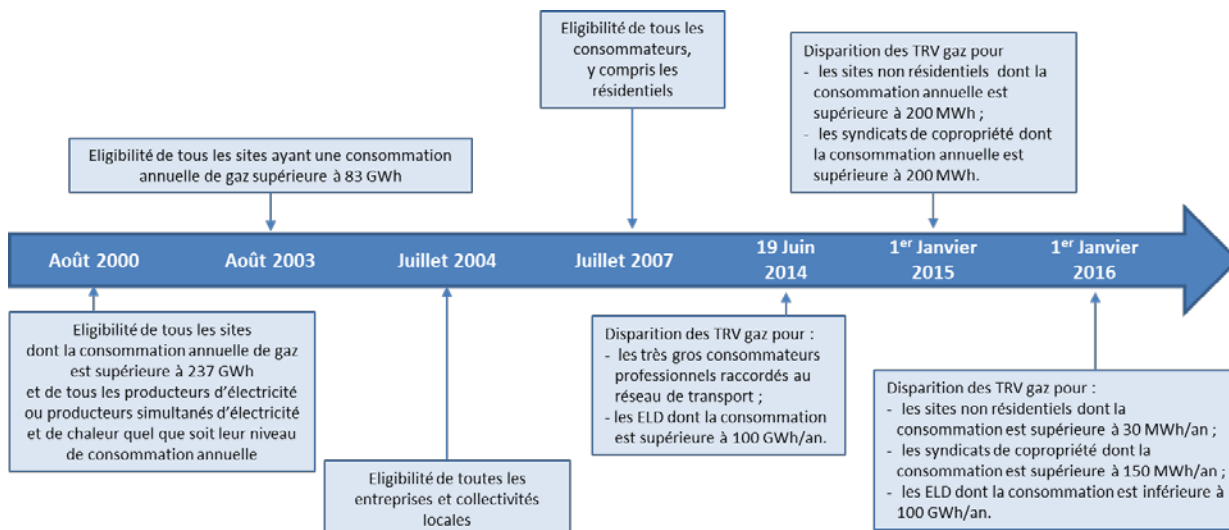 Eligibilité de tous les
consommateurs,
y compris les
résidentiels
Disparition des TRV gaz pour
- les sites non résidentiels dont la
consommation annuelle est
supérieure à 200 MWh ;
- les syndicats de copropriété dont
la consommation annuelle est
supérieure à 200 MWh.
Eligibilité de tous les sites ayant une consommation
annuelle de gaz supérieure à 83 GWh
Août 2000
Août 2003
Juillet 2004
Juillet 2007
19 Juin
2014
1er Janvier
2015
1er Janvier
2016
Eligibilité de tous les sites
dont la consommation annuelle de gaz
est supérieure à 237 GWh
et de tous les producteurs d'électricité
ou producteurs simultanés d'électricité
et de chaleur quel que soit leur niveau
de consommation annuelle
Eligibilité de toutes les
entreprises et collectivités
locales
Disparition des TRV gaz pour :
- les très gros consommateurs
professionnels raccordés au
réseau de transport ;
- les ELD dont la consommation
est supérieure à 100 GWh/an.
Disparition des TRV gaz pour :
- les sites non résidentiels dont la
consommation est supérieure à 30 MWh/an ;
- les syndicats de copropriété dont la
consommation est supérieure à 150 MWh/an ;
- les ELD dont la consommation est inférieure à
100 GWh/an.